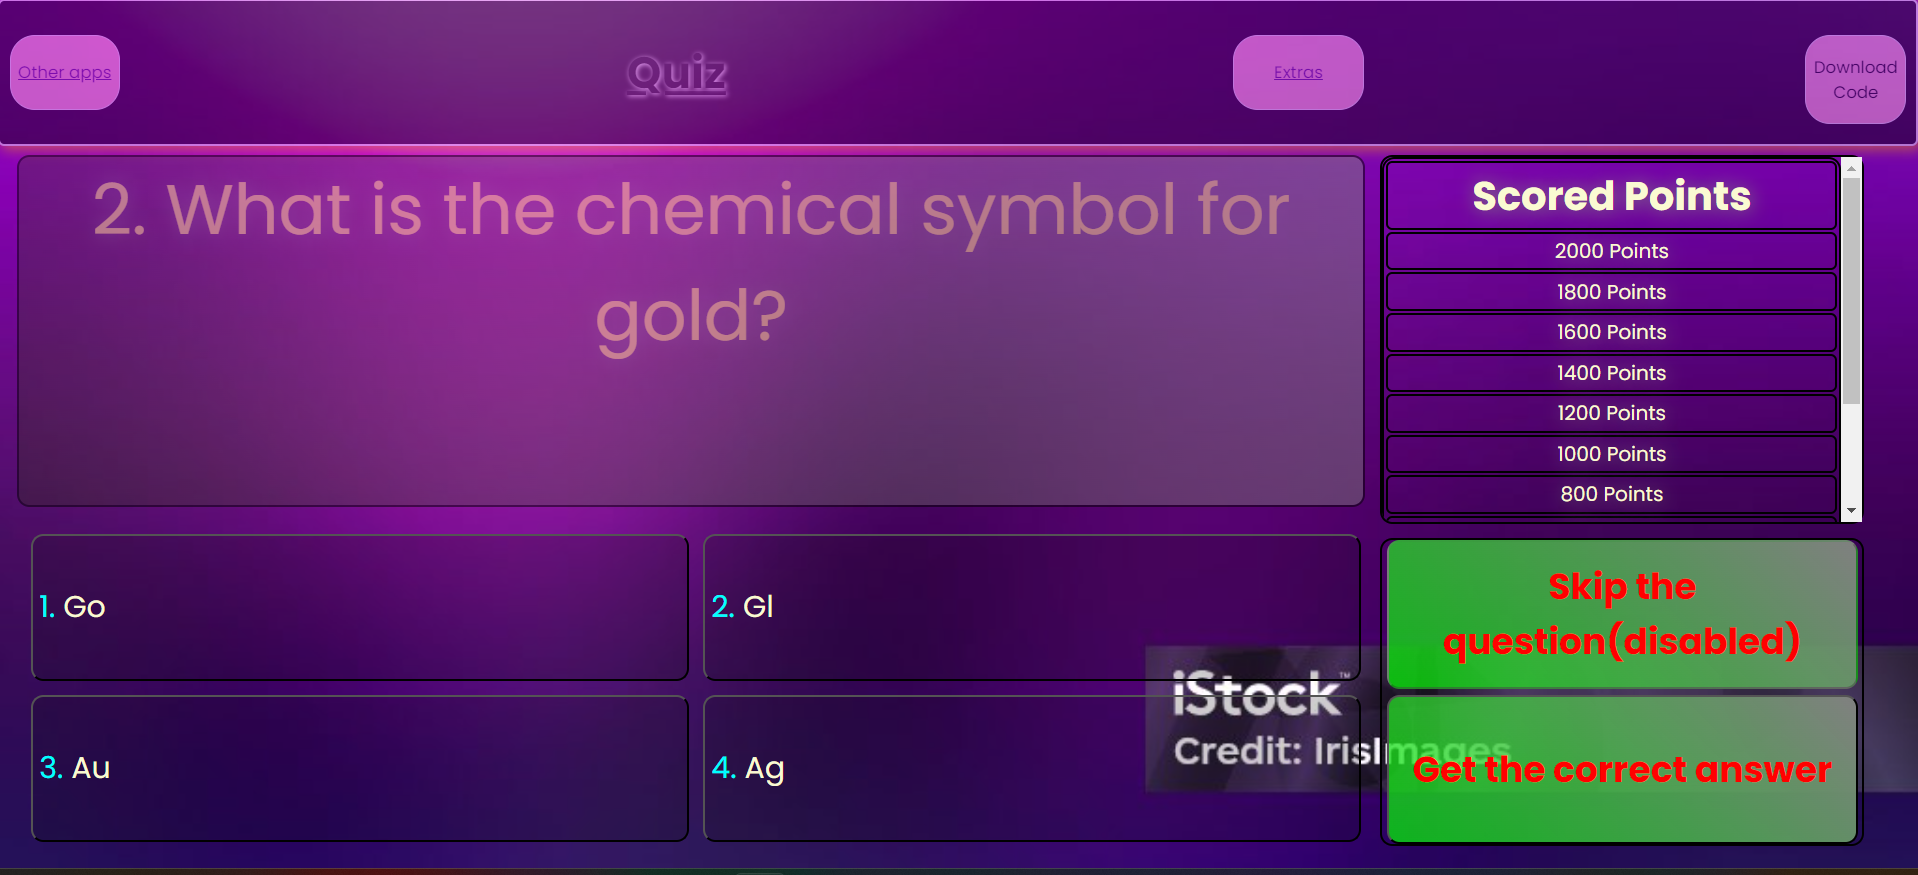 Other apps
Quiz
Extras
Download
Code
2. What is the chemical symbol for
gold?
Scored Points
2000 Points
1800 Points
1600 Points
1400 Points
1200 Points
1000 Points
800 Points
1. Go
2. Gl
3. Au
4. Ag
Skip the
question(disabled)
Get the correct answer
iStock™
Credit: IrisImages